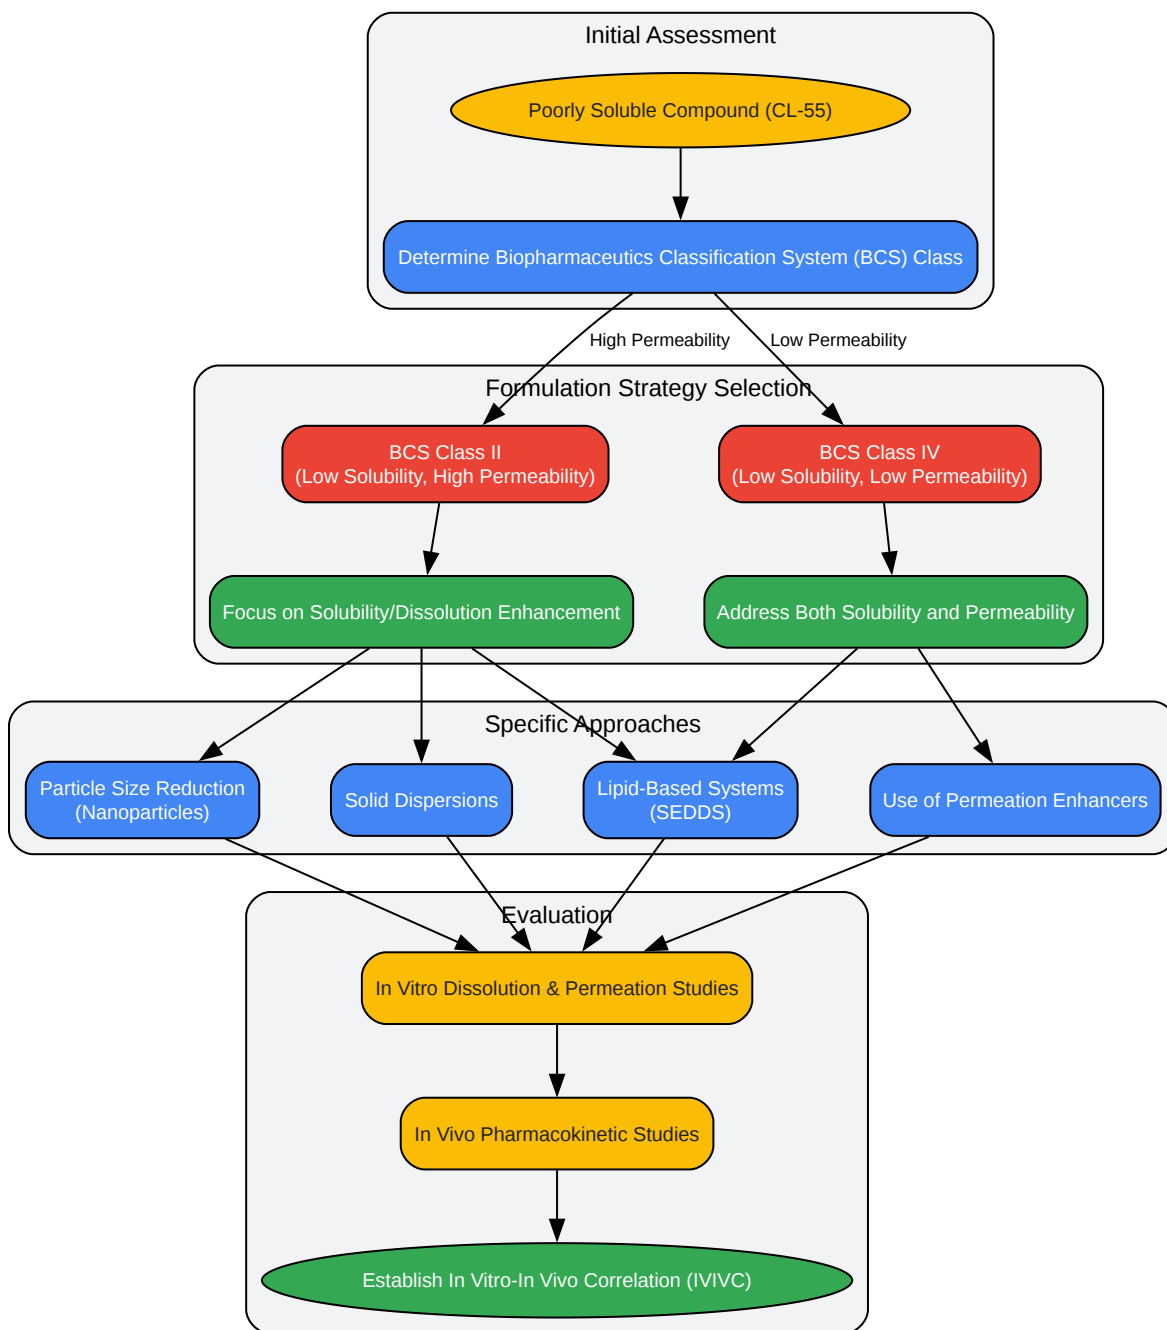 Initial Assessment
Poorly Soluble Compound (CL-55)
Determine Biopharmaceutics Classification System (BCS) Class
High Permeability
Low Permeability
Formulation Strategy Selection
BCS Class II
(Low Solubility, High Permeability)
BCS Class IV
(Low Solubility, Low Permeability)
Focus on Solubility/Dissolution Enhancement
Address Both Solubility and Permeability
Specific Approaches
Particle Size Reduction
(Nanoparticles)
Solid Dispersions
Lipid-Based Systems
(SEDDS)
Use of Permeation Enhancers
Evaluation
In Vitro Dissolution & Permeation Studies
In Vivo Pharmacokinetic Studies
Establish In Vitro-In Vivo Correlation (IVIVC)